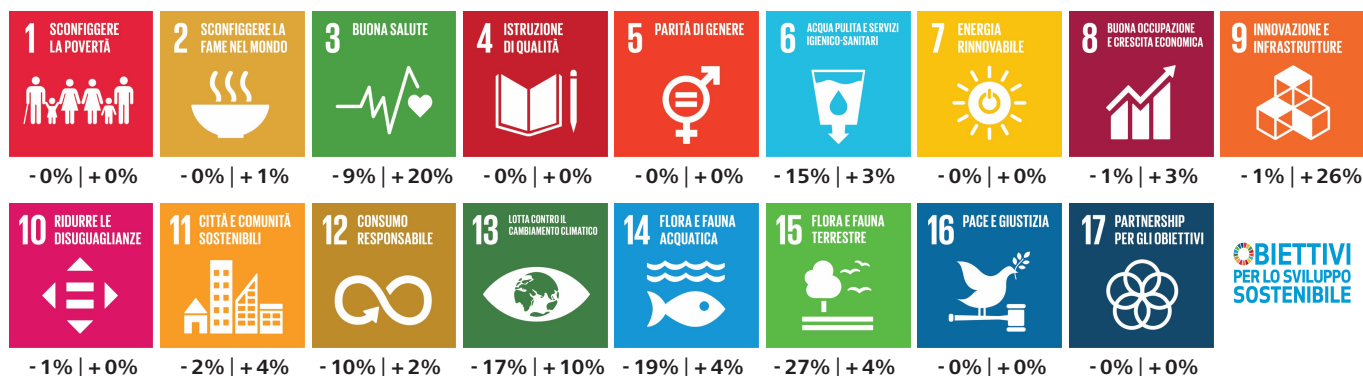 1 SCONFIGGERE
LA POVERTÀ
2 SCONFIGGERE LA
FAME NEL MONDO
3 BUONA SALUTE
4 ISTRUZIONE
DI QUALITÀ
5 PARITÀ DI GENERE
6 ACQUA PULITA E SERVIZI
IGIENICO-SANITARI
7 ENERGIA
RINNOVABILE
8 BUONA OCCUPAZIONE
E CRESCITA ECONOMICA
9 INNOVAZIONE E
INFRASTRUTTURE
-0% | +0%
-0% | +1%
-9% | +20%
-0% | +0%
-0% | +0%
-15% | +3%
-0% | +0%
-1% | +3%
-1% | +26%
10 RIDURRE LE
DISUGUAGLIANZE
11 CITTÀ E COMUNITÀ
SOSTENIBILI
12 CONSUMO
RESPONSABILE
13 LOTTA CONTRO IL
CAMBIAMENTO CLIMATICO
14 FLORA E FAUNA
ACQUATICA
15 FLORA E FAUNA
TERRESTRE
16 PACE E GIUSTIZIA
17 PARTNERSHIP
PER GLI OBIETTIVI
OBIETTIVI
PER LO SVILUPPO
SOSTENIBILE
-1% | +0%
-2% | +4%
-10% | +2%
-17% | +10%
-19% | +4%
-27% | +4%
-0% | +0%
-0% | +0%